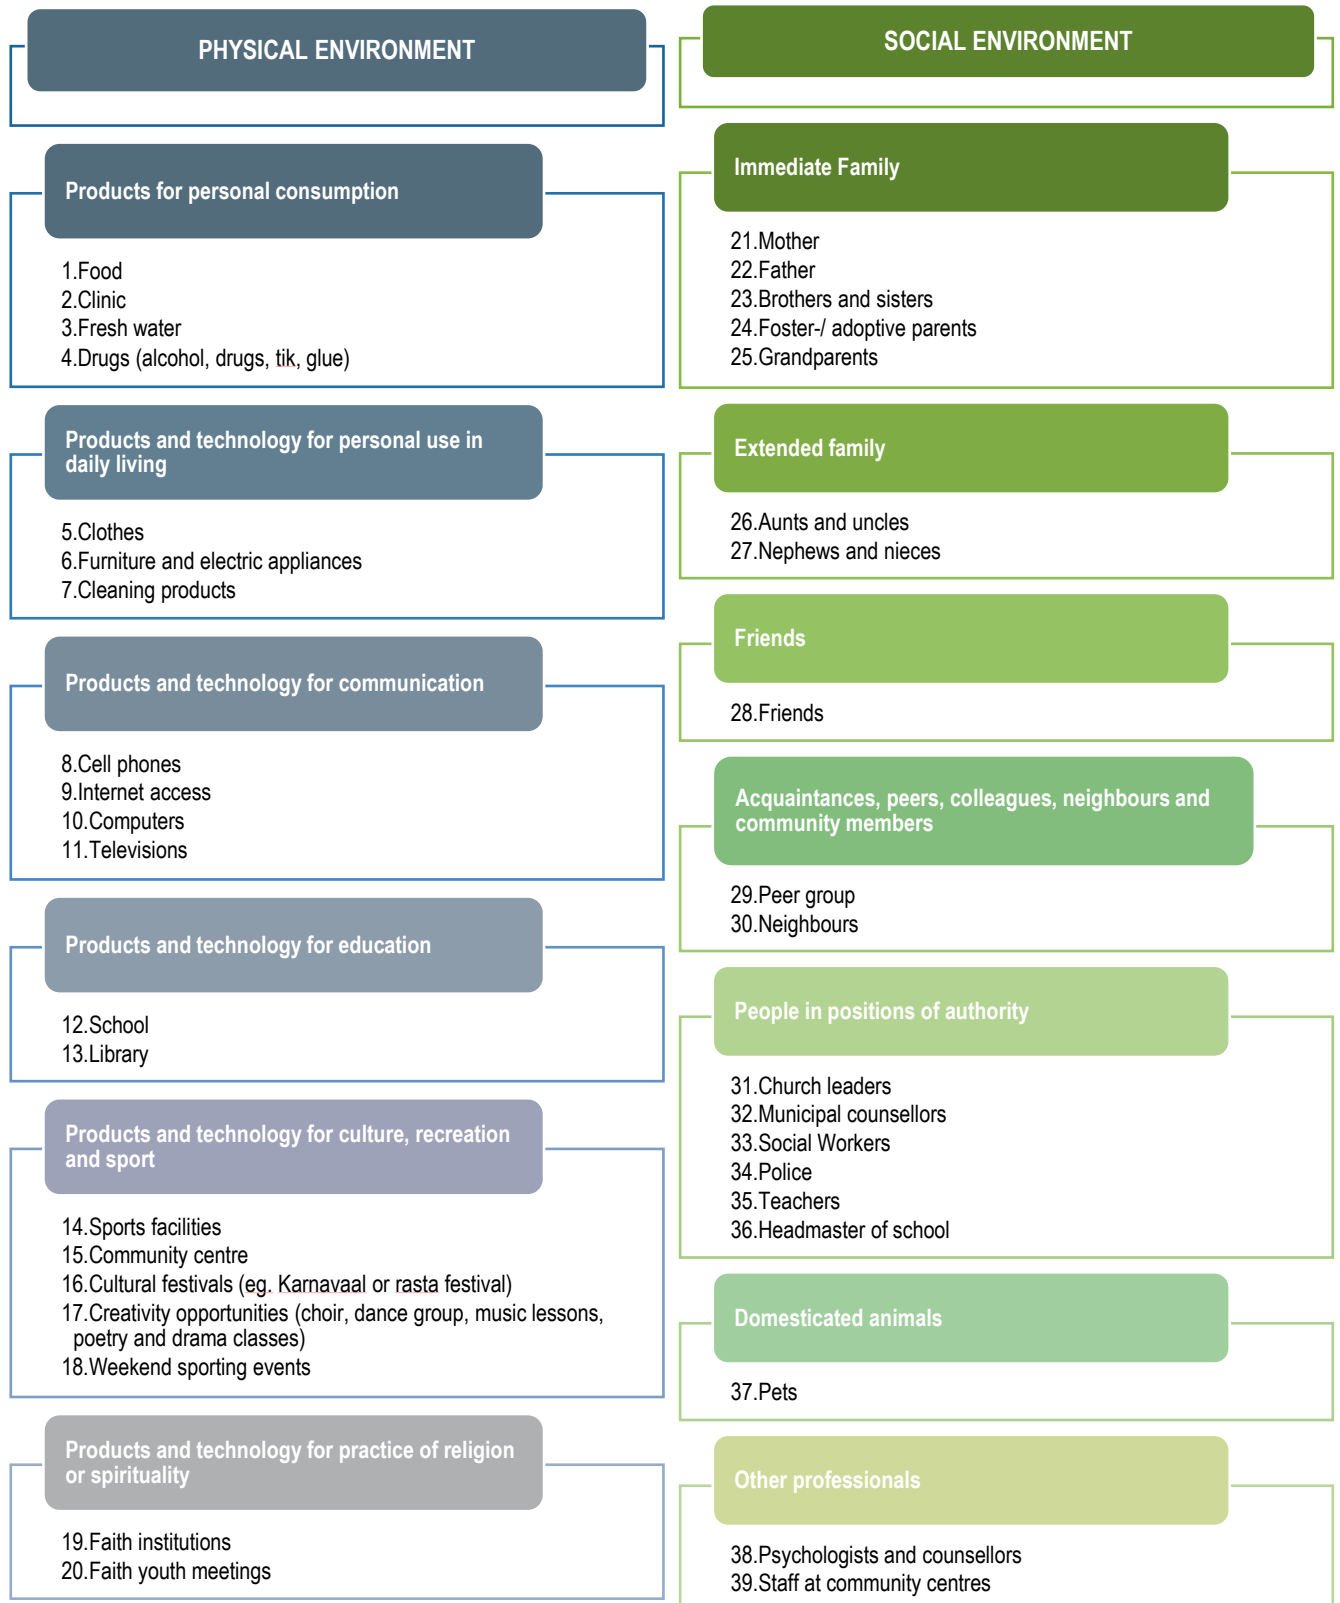 PHYSICAL ENVIRONMENT
Products for personal consumption
1.Food
2.Clinic
3.Fresh water
4.Drugs (alcohol, drugs, tik, glue)
Products and technology for personal use in
daily living
5.Clothes
6.Furniture and electric appliances
7.Cleaning products
Products and technology for communication
8.Cell phones
9.Internet access
10.Computers
11.Televisions
Products and technology for education
12.School
13.Library
Products and technology for culture, recreation
and sport
14.Sports facilities
15.Community centre
16.Cultural festivals (eg. Karnavaal or rasta festival)
17.Creativity opportunities (choir, dance group, music lessons,
poetry and drama classes)
18.Weekend sporting events
Products and technology for practice of religion
or spirituality
19.Faith institutions
20.Faith youth meetings
SOCIAL ENVIRONMENT
Immediate Family
21.Mother
22.Father
23.Brothers and sisters
24.Foster-/ adoptive parents
25.Grandparents
Extended family
26.Aunts and uncles
27.Nephews and nieces
Friends
28.Friends
Acquaintances, peers, colleagues, neighbours and
community members
29.Peer group
30.Neighbours
People in positions of authority
31.Church leaders
32.Municipal counsellors
33.Social Workers
34.Police
35.Teachers
36.Headmaster of school
Domesticated animals
37.Pets
Other professionals
38.Psychologists and counsellors
39.Staff at community centres